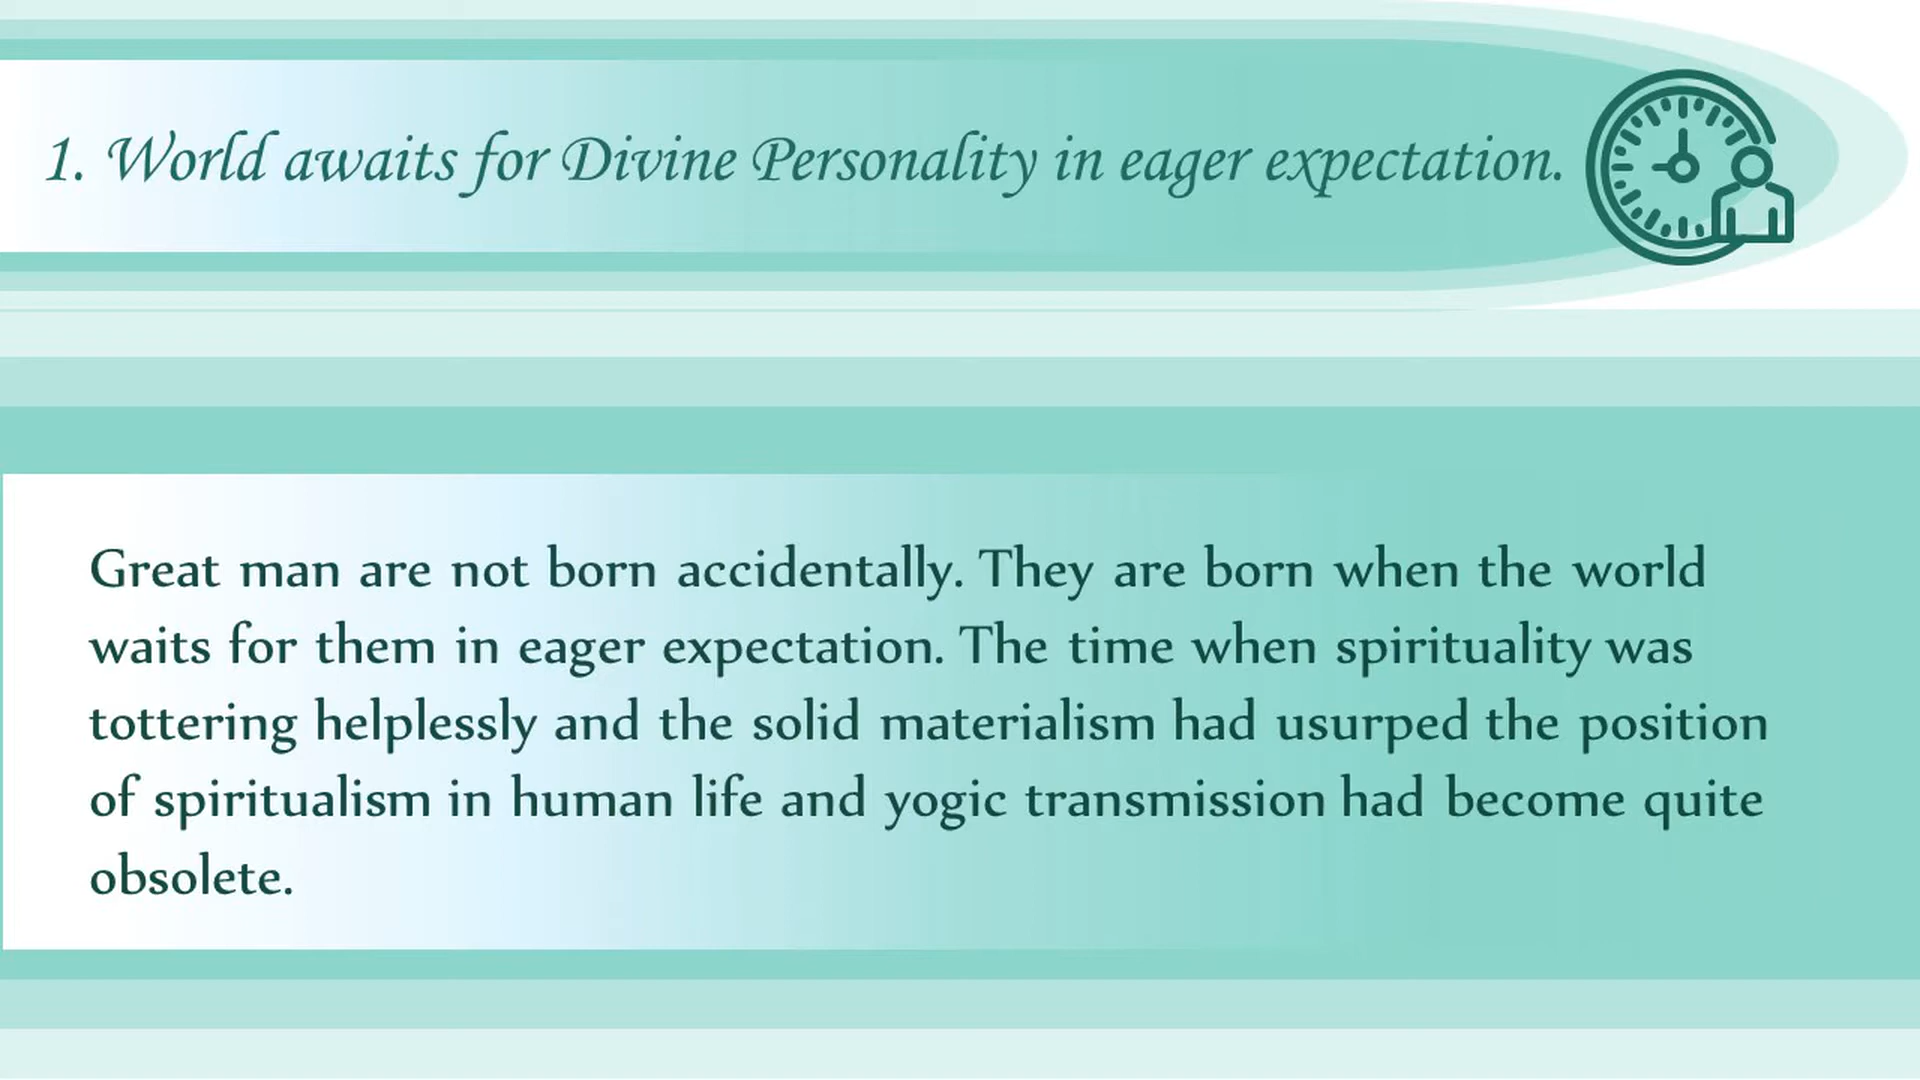 1. World awaits for Divine Personality in eager expectation.
Great man are not born accidentally. They are born when the world
waits for them in eager expectation. The time when spirituality was
tottering helplessly and the solid materialism had usurped the position
of spiritualism in human life and yogic transmission had become quite
obsolete.